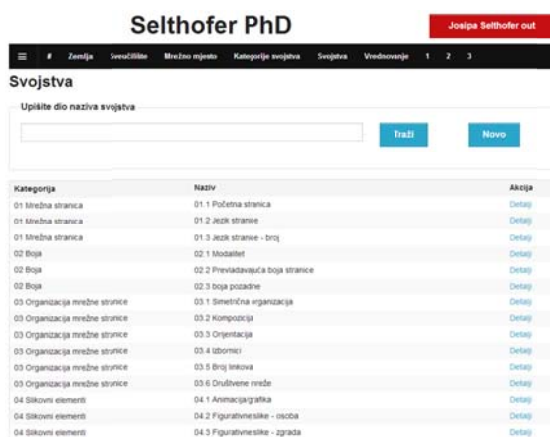 Selthofer PhD
Josipa Selthofer out
☰ # Zemlja Sveučilište Mrežno mjesto Kategorije svojstva Svojstva Vrednovanje 1 2 3
Svojstva
Upišite dio naziva svojstva
Traži Novo
Kategorija Naziv Akcija
01 Mrežna stranica 01.1 Početna stranica Detalji
01 Mrežna stranica 01.2 Jezik stranie Detalji
01 Mrežna stranica 01.3 Jezik stranie - broj Detalji
02 Boja 02.1 Modalitet Detalji
02 Boja 02.2 Prevladavajuća boja stranice Detalji
02 Boja 02.3 boja pozadne Detalji
03 Organizacija mrežne stranice 03.1 Simetrična organizacija Detalji
03 Organizacija mrežne stranice 03.2 Kompozicija Detalji
03 Organizacija mrežne stranice 03.3 Orijentacija Detalji
03 Organizacija mrežne stranice 03.4 Izbornici Detalji
03 Organizacija mrežne stranice 03.5 Broj linkova Detalji
03 Organizacija mrežne stranice 03.6 Društvene mreže Detalji
04 Slikovni elementi 04.1 Animacija/grafika Detalji
04 Slikovni elementi 04.2 Figurativneslike - osoba Detalji
04 Slikovni elementi 04.3 Figurativneslike - zgrada Detalji